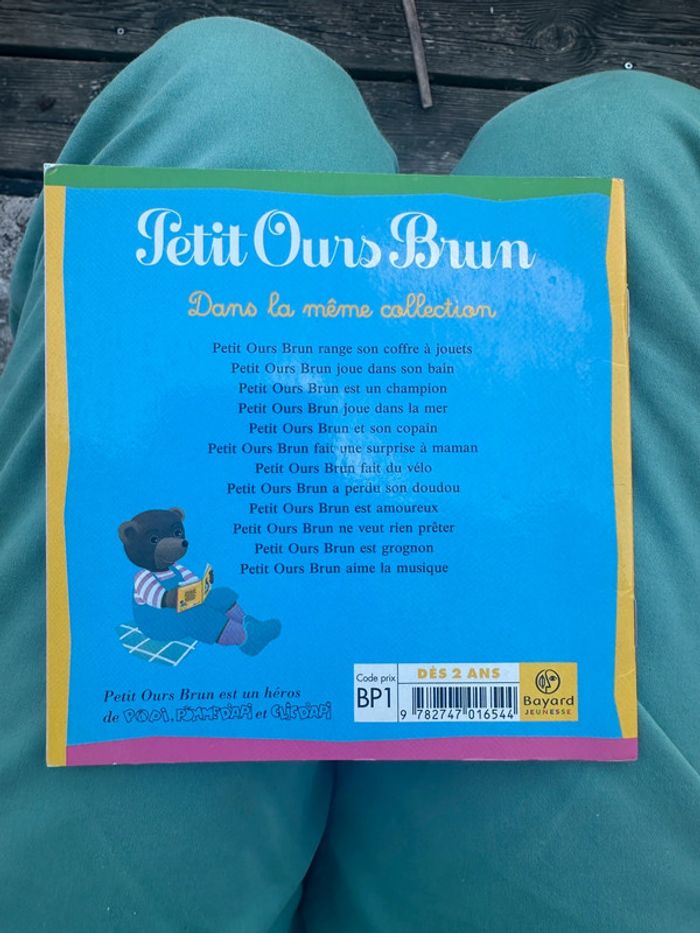 Petit Ours Brun
Dans la même collection
Petit Ours Brun range son coffre à jouets
Petit Ours Brun joue dans son bain
Petit Ours Brun est un champion
Petit Ours Brun joue dans la mer
Petit Ours Brun et son copain
Petit Ours Brun fait une surprise à maman
Petit Ours Brun fait du vélo
Petit Ours Brun a perdu son doudou
Petit Ours Brun est amoureux
Petit Ours Brun ne veut rien prêter
Petit Ours Brun est grognon
Petit Ours Brun aime la musique
Petit Ours Brun est un héros
de POPI, POMME D'API et CLIC D'API
Code prix
BP1
DÈS 2 ANS
9 782747 016544
Bayard
JEUNESSE